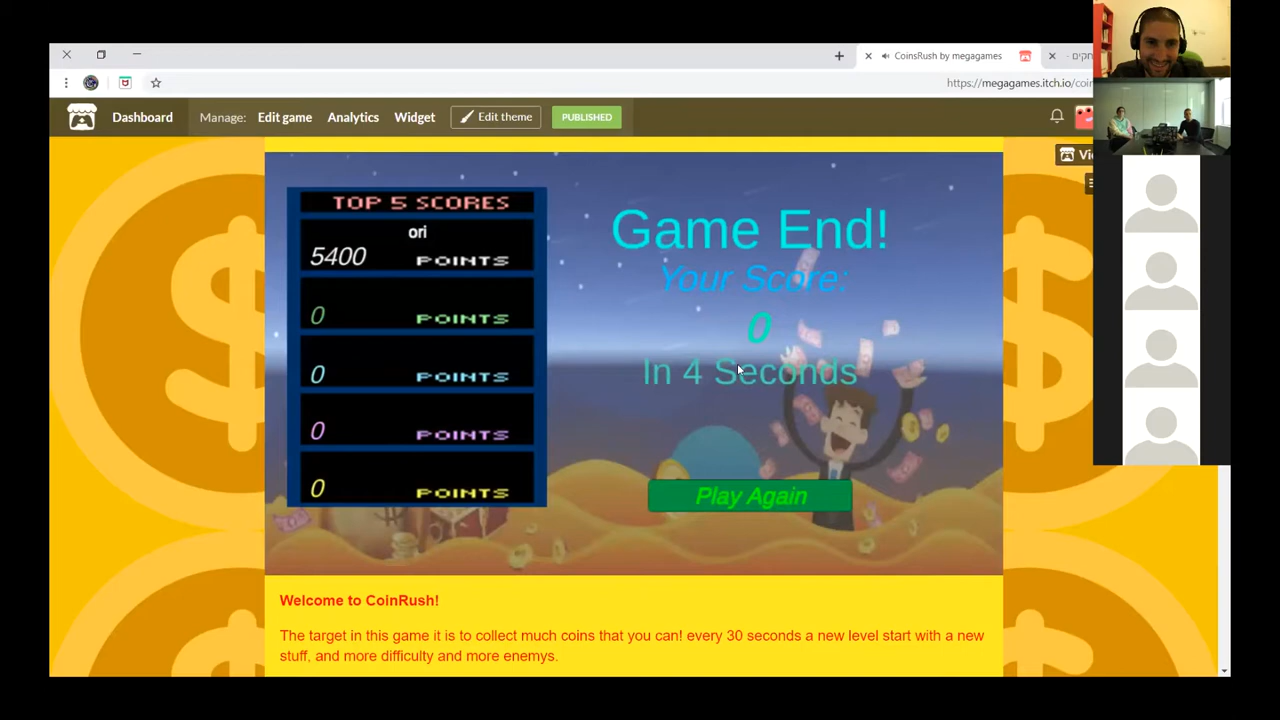 CoinsRush by megagames
חקים
https://megagames.itch.io/coi
Dashboard
Manage:
Edit game
Analytics
Widget
Edit theme
PUBLISHED
TOP 5 SCORES
ori
5400 POINTS
0 POINTS
0 POINTS
0 POINTS
0 POINTS
Game End!
Your Score:
0
In 4 Seconds
Play Again
Welcome to CoinRush!
The target in this game it is to collect much coins that you can! every 30 seconds a new level start with a new
stuff, and more difficulty and more enemys.